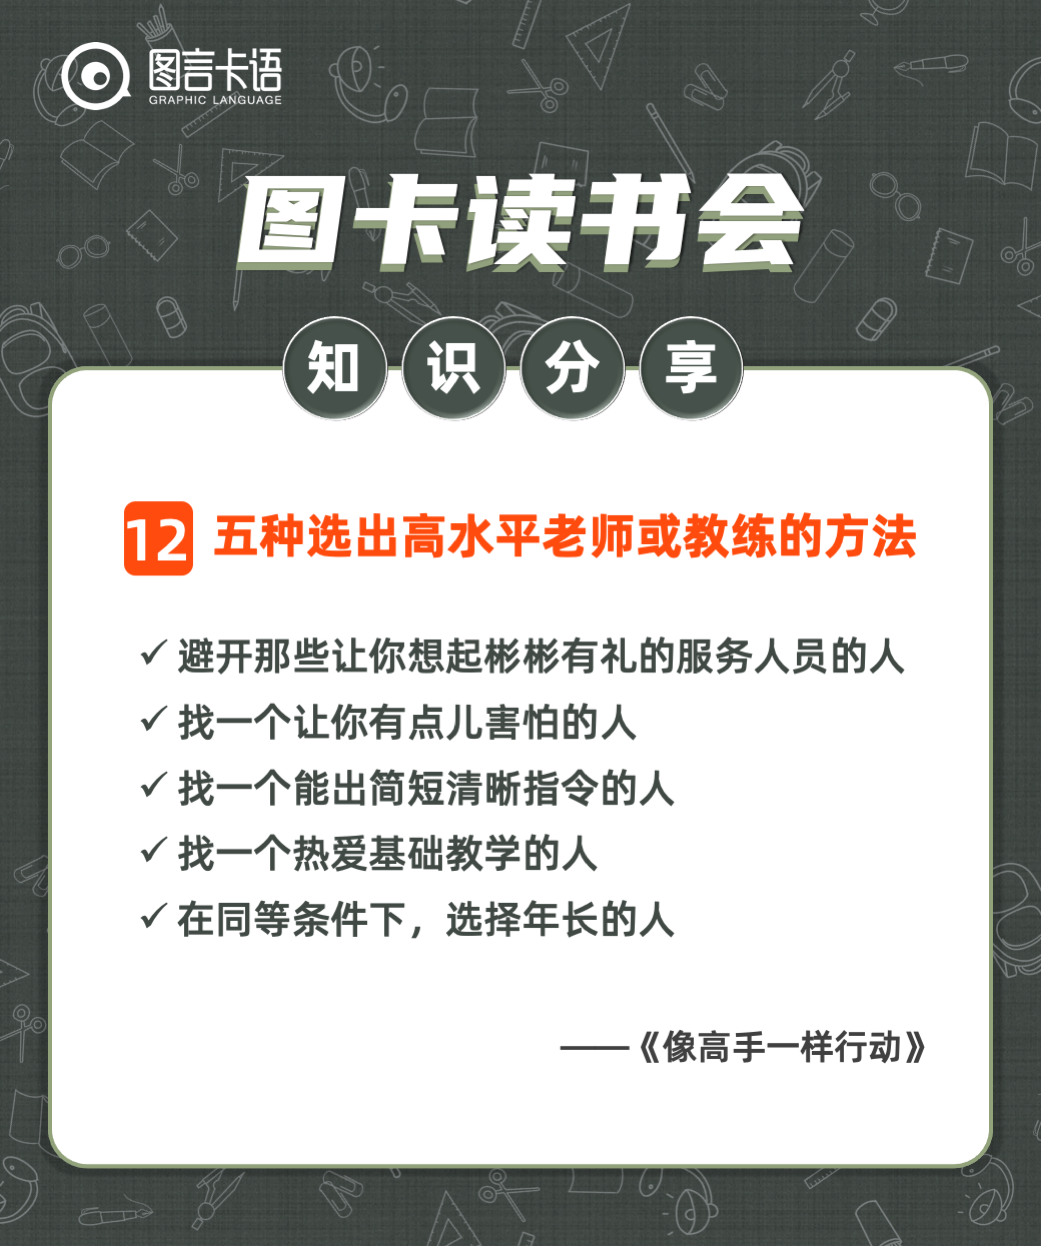 图言卡语
GRAPHIC LANGUAGE
图卡读书会
知识分享
12 五种选出高水平老师或教练的方法
✓ 避开那些让你想起彬彬有礼的服务人员的人
✓ 找一个让你有点儿害怕的人
✓ 找一个能出简短清晰指令的人
✓ 找一个热爱基础教学的人
✓ 在同等条件下，选择年长的人
——《像高手一样行动》